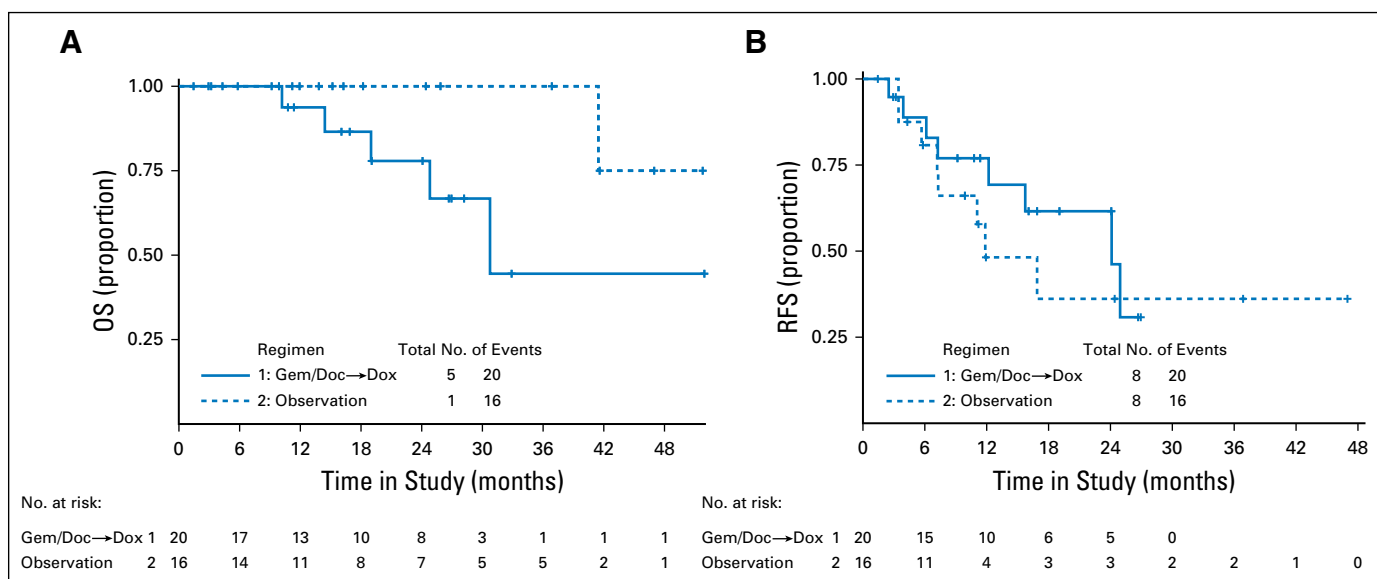 A
OS (proportion)
1.00
0.75
0.50
0.25
Regimen Total No. of Events
1: Gem/Doc→Dox 5 20
2: Observation 1 16
0 6 12 18 24 30 36 42 48
Time in Study (months)
No. at risk:
Gem/Doc→Dox 1 20 17 13 10 8 3 1 1 1
Observation 2 16 14 11 8 7 5 5 2 1
B
RFS (proportion)
1.00
0.75
0.50
0.25
Regimen Total No. of Events
1: Gem/Doc→Dox 8 20
2: Observation 8 16
0 6 12 18 24 30 36 42 48
Time in Study (months)
No. at risk:
Gem/Doc→Dox 1 20 15 10 6 5 0
Observation 2 16 11 4 3 3 2 2 1 0